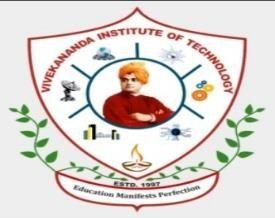 VIVEKANANDA INSTITUTE OF TECHNOLOGY
ESTD. 1997
Education Manifests Perfection